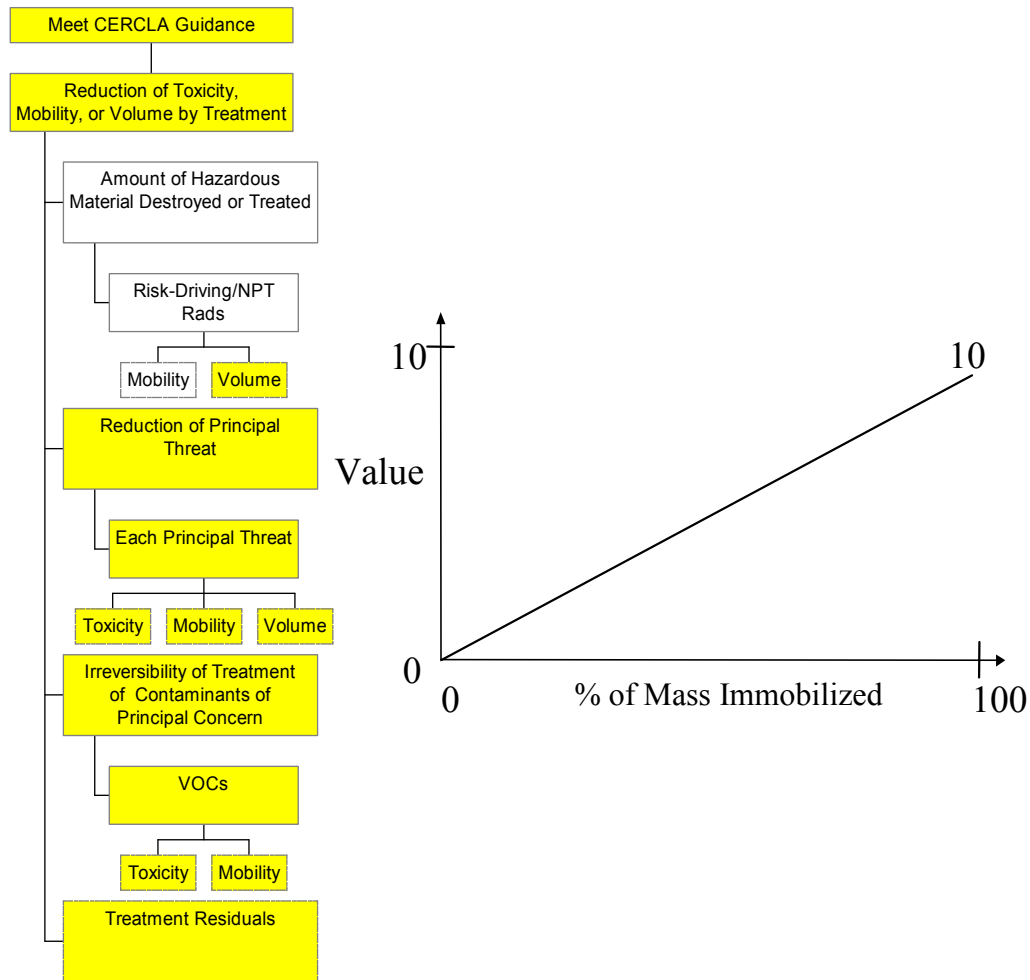 Meet CERCLA Guidance
Reduction of Toxicity,
Mobility, or Volume by Treatment
Amount of Hazardous
Material Destroyed or Treated
Risk-Driving/NPT
Rads
Mobility
Volume
Reduction of Principal
Threat
Each Principal Threat
Toxicity
Mobility
Volume
Irreversibility of Treatment
of Contaminants of
Principal Concern
VOCs
Toxicity
Mobility
Treatment Residuals
10
10
Value
0
0
% of Mass Immobilized
100